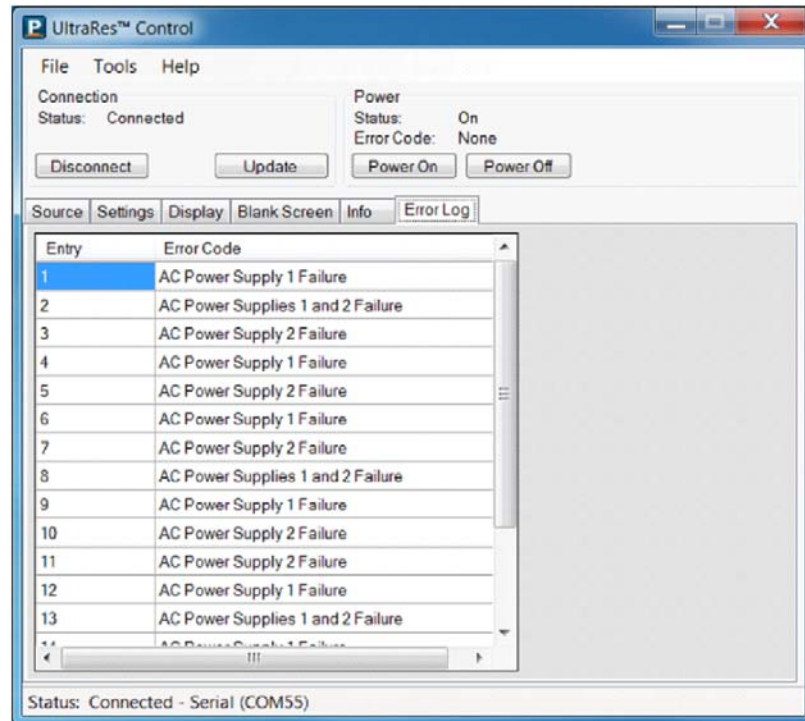 P UltraRes™ Control
File Tools Help
Connection
Status: Connected
Disconnect Update
Power
Status: On
Error Code: None
Power On Power Off
Source Settings Display Blank Screen Info Error Log
Entry Error Code
1 AC Power Supply 1 Failure
2 AC Power Supplies 1 and 2 Failure
3 AC Power Supply 2 Failure
4 AC Power Supply 1 Failure
5 AC Power Supply 2 Failure
6 AC Power Supply 1 Failure
7 AC Power Supply 2 Failure
8 AC Power Supplies 1 and 2 Failure
9 AC Power Supply 1 Failure
10 AC Power Supply 2 Failure
11 AC Power Supply 2 Failure
12 AC Power Supply 1 Failure
13 AC Power Supplies 1 and 2 Failure
14 AC Power Supply 1 Failure
Status: Connected - Serial (COM55)